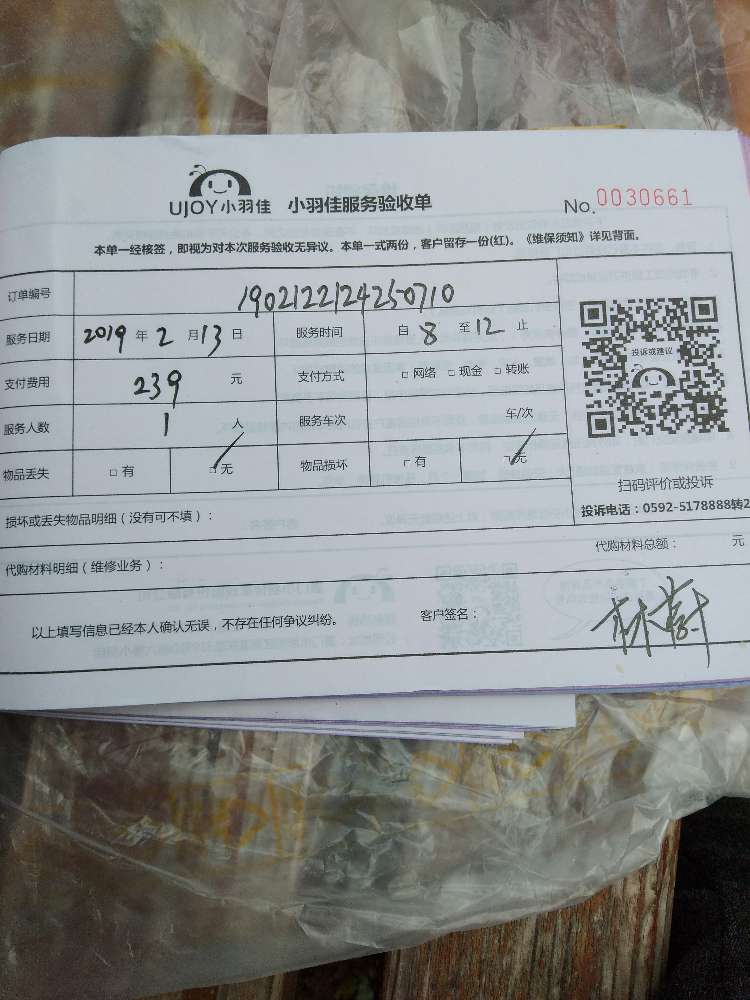 UJOY小羽佳 小羽佳服务验收单 No. 0030661
本单一经核签，即视为对本次服务验收无异议。本单一式两份，客户留存一份(红)。《维保须知》详见背面。
订单编号 1902122124250710
服务日期 2019 年 2 月 13 日 服务时间 自 8 至 12 止
支付费用 239 元 支付方式 □ 网络 □ 现金 □ 转账
服务人数 1 人 服务车次 车/次
物品丢失 □ 有 □ 无 物品损坏 □ 有 □ 无
投诉或建议
扫码评价或投诉
投诉电话：0592-5178888转2
损坏或丢失物品明细（没有可不填）：
代购材料明细（维修业务）： 代购材料总额： 元
以上填写信息已经本人确认无误，不存在任何争议纠纷。 客户签名：